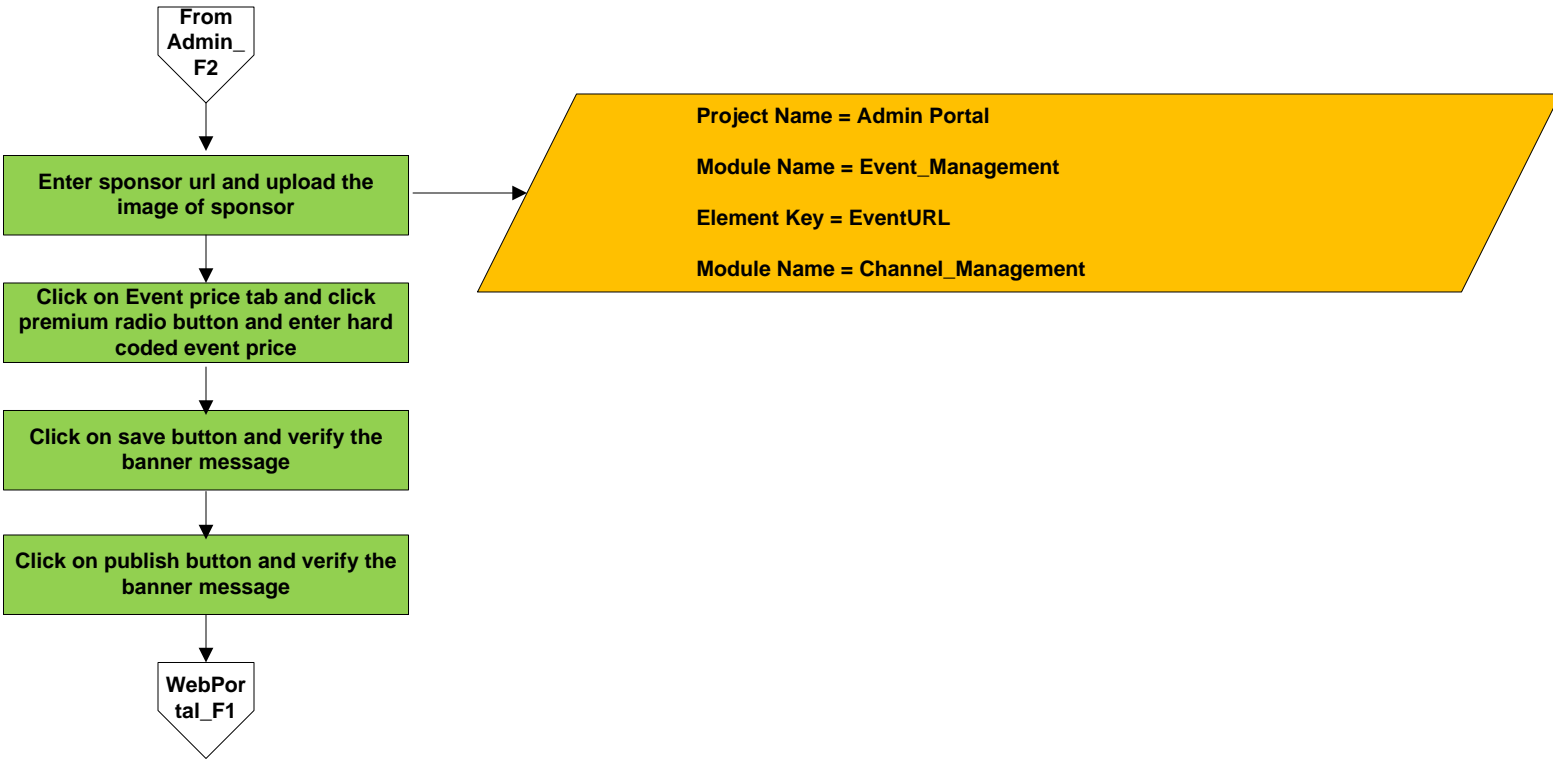 From
Admin_
F2
Project Name = Admin Portal
Module Name = Event_Management
Element Key = EventURL
Module Name = Channel_Management
Enter sponsor url and upload the
image of sponsor
Click on Event price tab and click
premium radio button and enter hard
coded event price
Click on save button and verify the
banner message
Click on publish button and verify the
banner message
WebPor
tal_F1